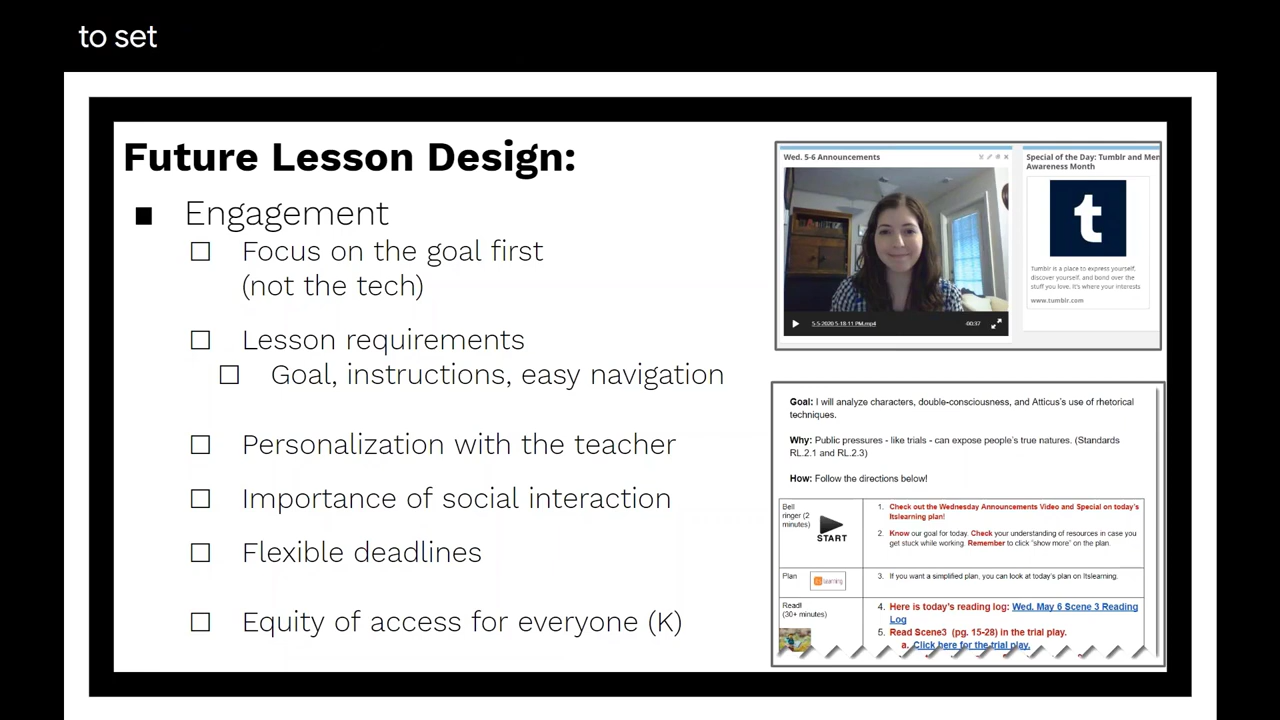 to set
Future Lesson Design:
Engagement
Focus on the goal first
(not the tech)
Lesson requirements
Goal, instructions, easy navigation
Personalization with the teacher
Importance of social interaction
Flexible deadlines
Equity of access for everyone (K)
Wed. 5-6 Announcements
5-5-2020 5-18-11 PM.mp4
-00:37
Special of the Day: Tumblr and Men
Awareness Month
t
Tumblr is a place to express yourself,
discover yourself, and bond over the
stuff you love. It's where your interests
www.tumblr.com
Goal: I will analyze characters, double-consciousness, and Atticus's use of rhetorical
techniques.
Why: Public pressures - like trials - can expose people's true natures. (Standards
RL.2.1 and RL.2.3)
How: Follow the directions below!
Bell
ringer (2
minutes)
START
1. Check out the Wednesday Announcements Video and Special on today's
Itslearning plan!
2. Know our goal for today. Check your understanding of resources in case you
get stuck while working. Remember to click "show more" on the plan.
Plan
its learning
3. If you want a simplified plan, you can look at today's plan on Itslearning.
Read!
(30+ minutes)
4. Here is today's reading log: Wed. May 6 Scene 3 Reading
Log
5. Read Scene3 (pg. 15-28) in the trial play.
a. Click here for the trial play.